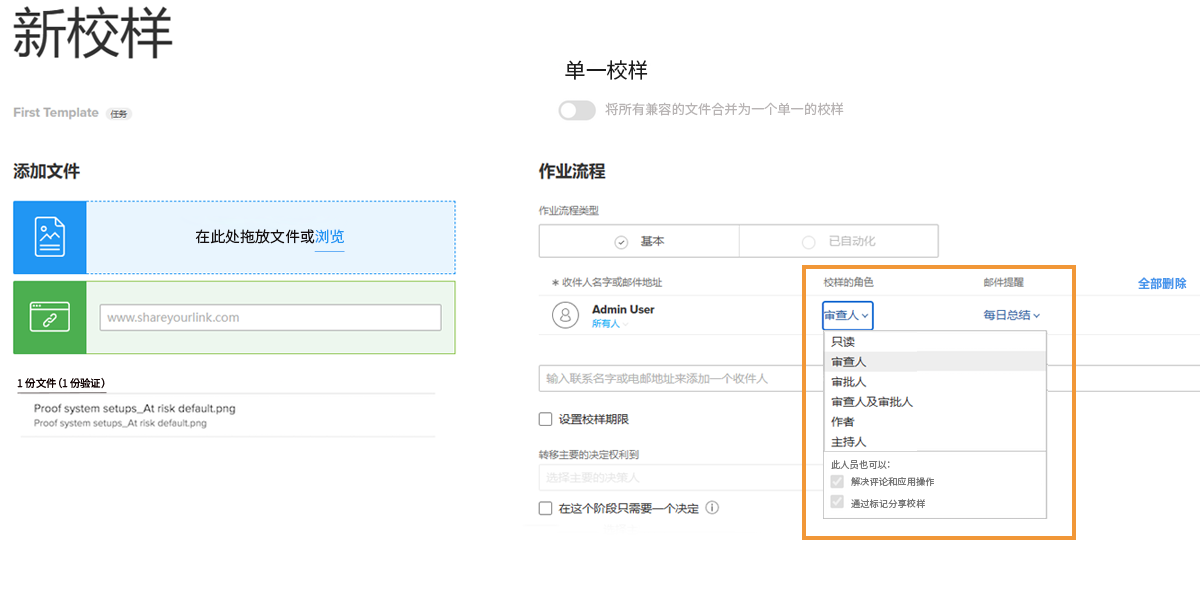 新校样
First Template 任务
添加文件
在此处拖放文件或浏览
www.shareyourlink.com
1 份文件 (1 份验证)
Proof system setups_At risk default.png
Proof system setups_At risk default.png
单一校样
将所有兼容的文件合并为一个单一的校样
作业流程
作业流程类型
基本 已自动化
* 收件人名字或邮件地址 校样的角色 邮件提醒 全部删除
Admin User
所有人
审查人 每日总结
只读
审查人
审批人
审查人及审批人
作者
主持人
此人员也可以:
解决评论和应用操作
通过标记分享校样
输入联系名字或电邮地址来添加一个收件人
设置校样期限
转移主要的决定权利到
选择主要的决策人
在这个阶段只需要一个决定